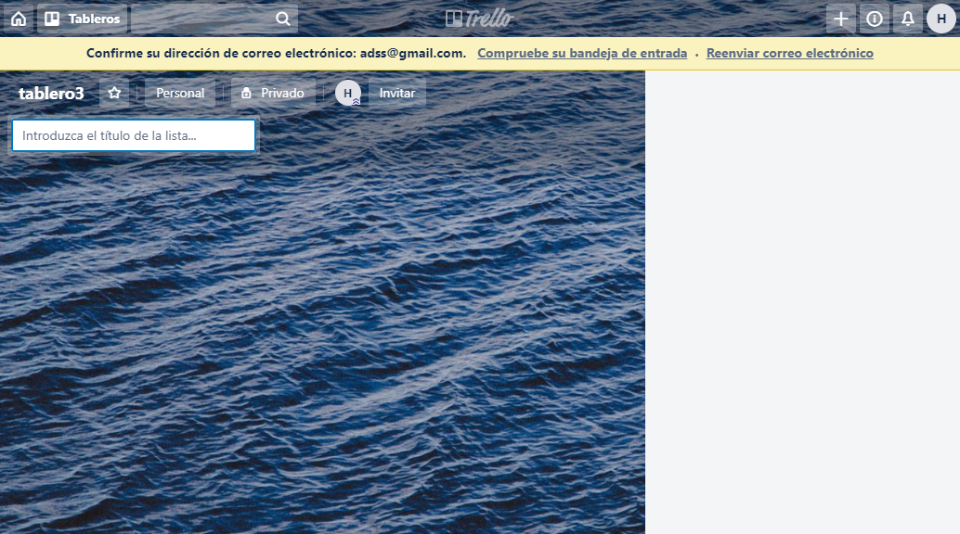 Tableros Trello H
Confirme su dirección de correo electrónico: adss@gmail.com. Compruebe su bandeja de entrada · Reenviar correo electrónico
tablero3 Personal Privado H Invitar
Introduzca el título de la lista...